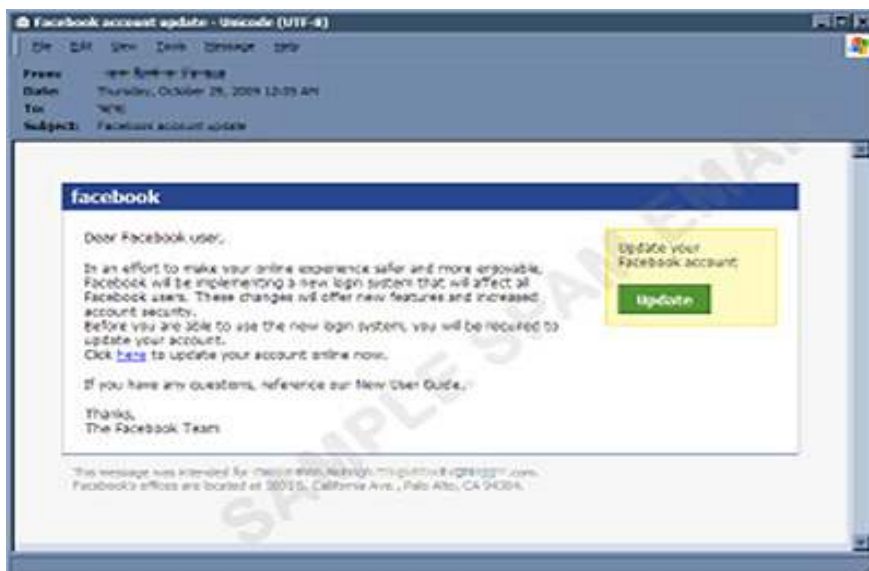 Facebook account update - Unicode (UTF-8)
File Edit View Tools Message Help
From:
Date: Thursday, October 29, 2009 12:05 AM
To:
Subject: Facebook account update
facebook
Dear Facebook user,
In an effort to make your online experience safer and more enjoyable,
Facebook will be implementing a new login system that will affect all
Facebook users. These changes will offer new features and increased
account security.
Before you are able to use the new login system, you will be required to
update your account.
Click here to update your account online now.
If you have any questions, reference our New User Guide.
Thanks,
The Facebook Team
Update your
Facebook account
Update
This message was intended for
Facebook's offices are located at 1601 S. California Ave., Palo Alto, CA 94304.
SAMPLE SPAM EMAIL